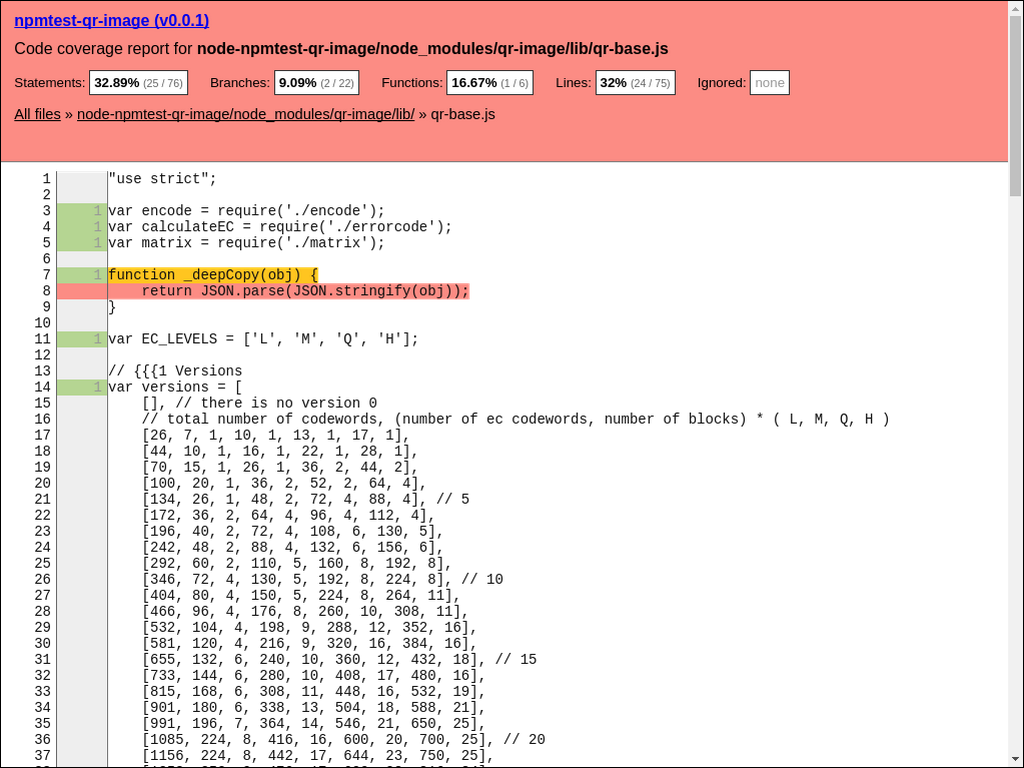 npmtest-qr-image (v0.0.1)
Code coverage report for node-npmtest-qr-image/node_modules/qr-image/lib/qr-base.js
Statements: 32.89% (25 / 76) Branches: 9.09% (2 / 22) Functions: 16.67% (1 / 6) Lines: 32% (24 / 75) Ignored: none
All files » node-npmtest-qr-image/node_modules/qr-image/lib/ » qr-base.js
1 "use strict";
2
3 1 var encode = require('./encode');
4 1 var calculateEC = require('./errorcode');
5 1 var matrix = require('./matrix');
6
7 1 function _deepCopy(obj) {
8 return JSON.parse(JSON.stringify(obj));
9 }
10
11 1 var EC_LEVELS = ['L', 'M', 'Q', 'H'];
12
13 // {{{1 Versions
14 1 var versions = [
15 [], // there is no version 0
16 // total number of codewords, (number of ec codewords, number of blocks) * ( L, M, Q, H )
17 [26, 7, 1, 10, 1, 13, 1, 17, 1],
18 [44, 10, 1, 16, 1, 22, 1, 28, 1],
19 [70, 15, 1, 26, 1, 36, 2, 44, 2],
20 [100, 20, 1, 36, 2, 52, 2, 64, 4],
21 [134, 26, 1, 48, 2, 72, 4, 88, 4], // 5
22 [172, 36, 2, 64, 4, 96, 4, 112, 4],
23 [196, 40, 2, 72, 4, 108, 6, 130, 5],
24 [242, 48, 2, 88, 4, 132, 6, 156, 6],
25 [292, 60, 2, 110, 5, 160, 8, 192, 8],
26 [346, 72, 4, 130, 5, 192, 8, 224, 8], // 10
27 [404, 80, 4, 150, 5, 224, 8, 264, 11],
28 [466, 96, 4, 176, 8, 260, 10, 308, 11],
29 [532, 104, 4, 198, 9, 288, 12, 352, 16],
30 [581, 120, 4, 216, 9, 320, 16, 384, 16],
31 [655, 132, 6, 240, 10, 360, 12, 432, 18], // 15
32 [733, 144, 6, 280, 10, 408, 17, 480, 16],
33 [815, 168, 6, 308, 11, 448, 16, 532, 19],
34 [901, 180, 6, 338, 13, 504, 18, 588, 21],
35 [991, 196, 7, 364, 14, 546, 21, 650, 25],
36 [1085, 224, 8, 416, 16, 600, 20, 700, 25], // 20
37 [1156, 224, 8, 442, 17, 644, 23, 750, 25],